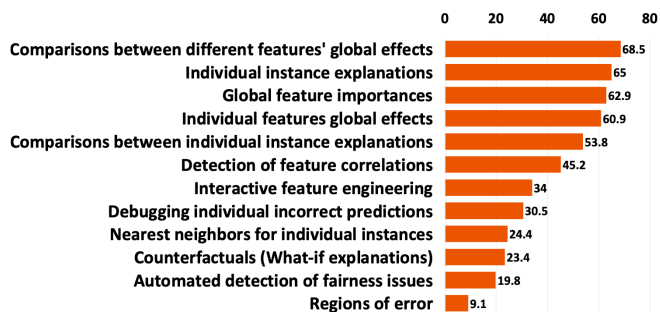 0 20 40 60 80
Comparisons between different features' global effects 68.5
Individual instance explanations 65
Global feature importances 62.9
Individual features global effects 60.9
Comparisons between individual instance explanations 53.8
Detection of feature correlations 45.2
Interactive feature engineering 34
Debugging individual incorrect predictions 30.5
Nearest neighbors for individual instances 24.4
Counterfactuals (What-if explanations) 23.4
Automated detection of fairness issues 19.8
Regions of error 9.1